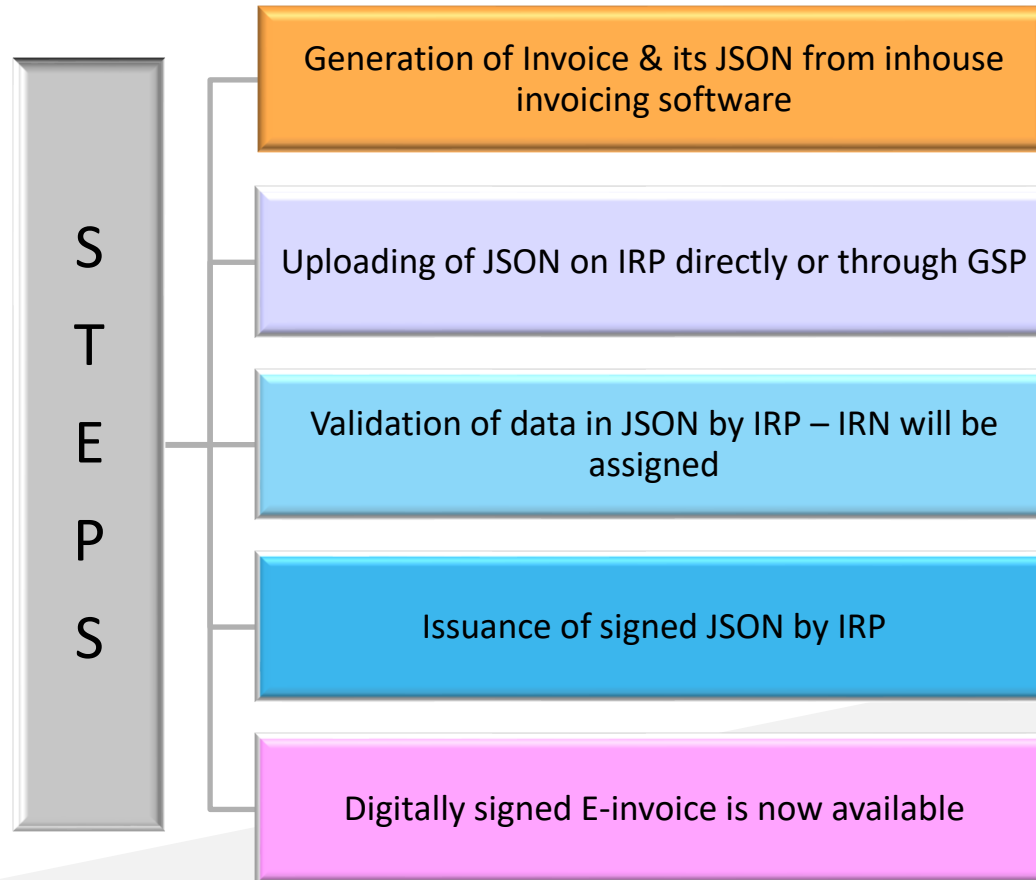 S
T
E
P
S
Generation of Invoice & its JSON from inhouse
invoicing software
Uploading of JSON on IRP directly or through GSP
Validation of data in JSON by IRP – IRN will be
assigned
Issuance of signed JSON by IRP
Digitally signed E-invoice is now available